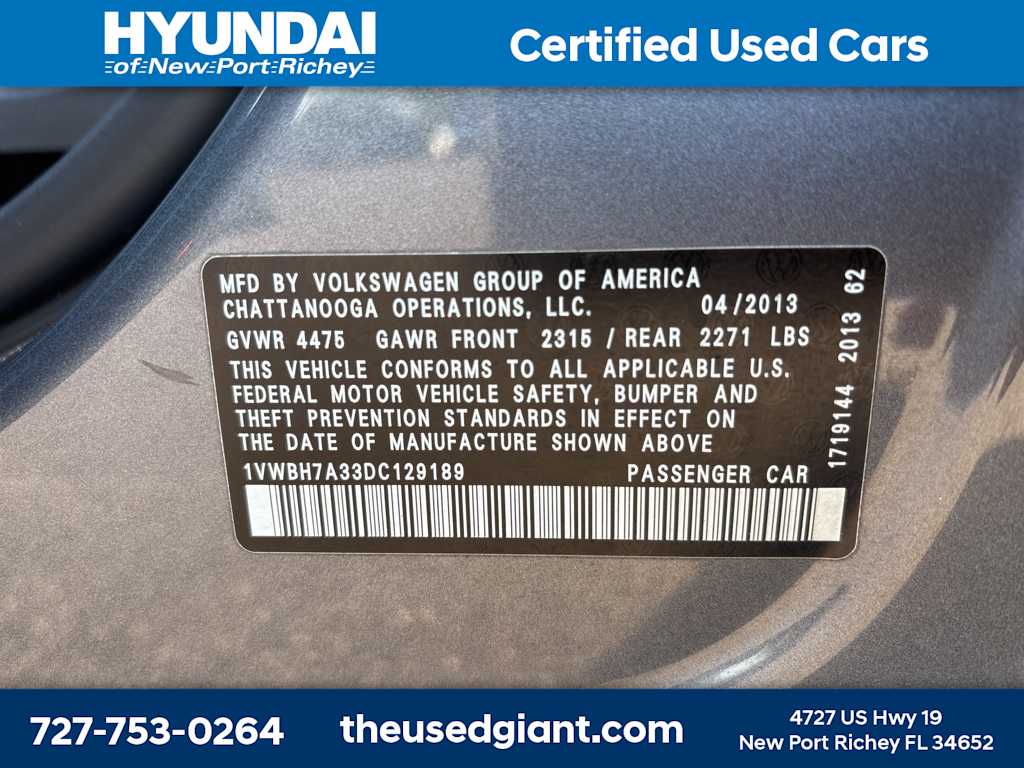 HYUNDAI
of New Port Richey
Certified Used Cars
MFD BY VOLKSWAGEN GROUP OF AMERICA
CHATTANOOGA OPERATIONS, LLC. 04/2013
GVWR 4475 GAWR FRONT 2315 / REAR 2271 LBS
THIS VEHICLE CONFORMS TO ALL APPLICABLE U.S.
FEDERAL MOTOR VEHICLE SAFETY, BUMPER AND
THEFT PREVENTION STANDARDS IN EFFECT ON
THE DATE OF MANUFACTURE SHOWN ABOVE
1VWBH7A33DC129189 PASSENGER CAR
1719144 2013 62
727-753-0264
theusedgiant.com
4727 US Hwy 19
New Port Richey FL 34652